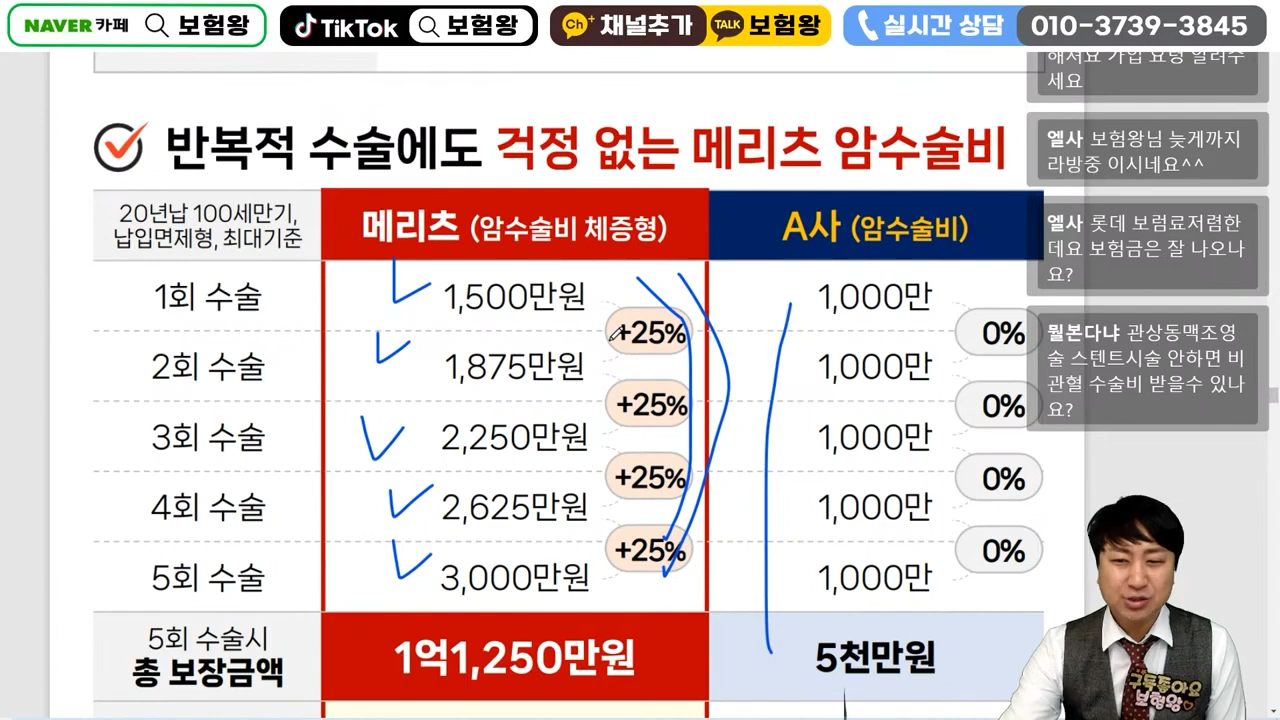 NAVER 카페 보험왕
TikTok 보험왕
Ch+ 채널추가 TALK 보험왕
실시간 상담 010-3739-3845
해서요 가입 요령 알려주
세요
엘사 보험왕님 늦게까지
라방중 이시네요^^
엘사 롯데 보럼료저렴한
데요 보험금은 잘 나오나
요?
뭘본다냐 관상동맥조영
술 스텐트시술 안하면 비
관혈 수술비 받을수 있나
요?
반복적 수술에도 걱정 없는 메리츠 암수술비
20년납 100세만기,
납입면제형, 최대기준
메리츠 (암수술비 체증형)
A사 (암수술비)
1회 수술 1,500만원 1,000만
+25% 0%
2회 수술 1,875만원 1,000만
+25% 0%
3회 수술 2,250만원 1,000만
+25% 0%
4회 수술 2,625만원 1,000만
+25% 0%
5회 수술 3,000만원 1,000만
5회 수술시
총 보장금액
1억1,250만원 5천만원
구독좋아요
보험왕